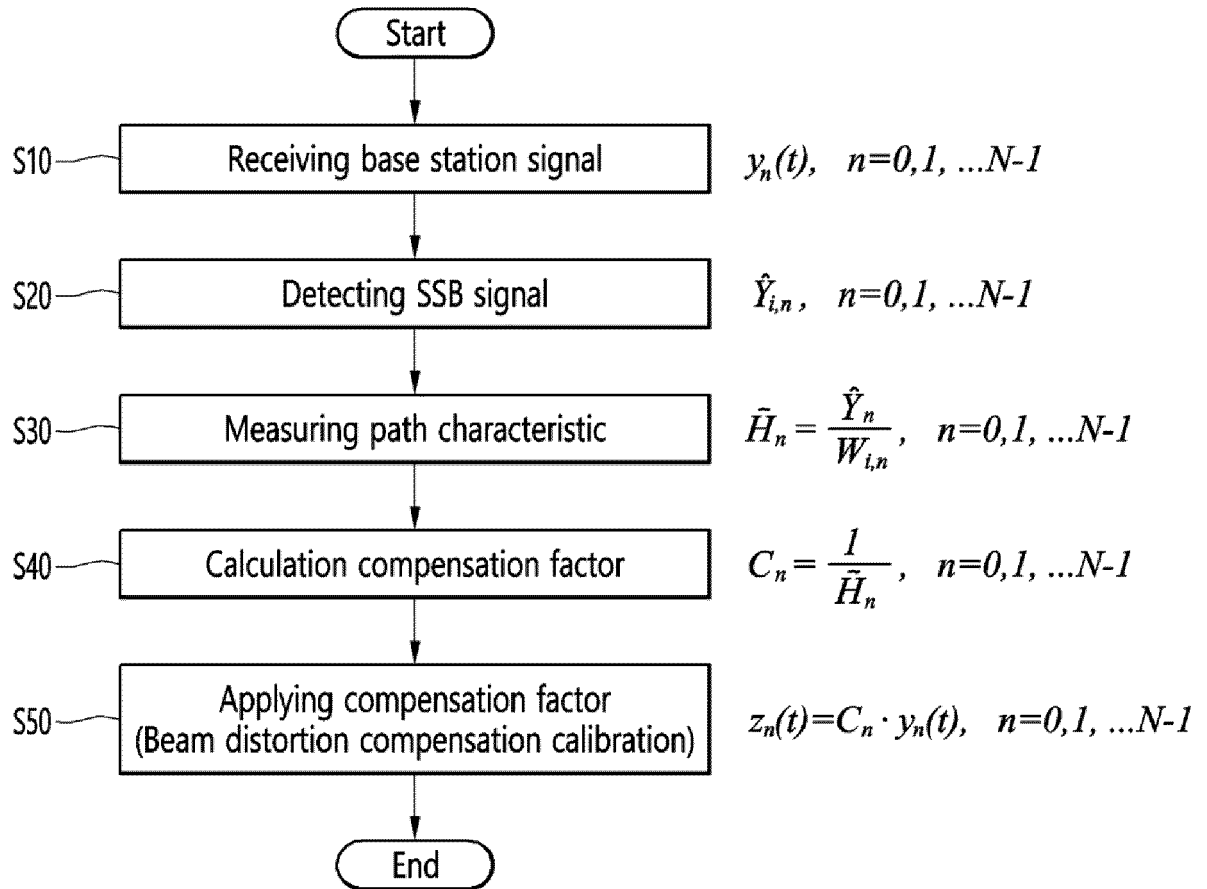 Start
S10 Receiving base station signal y_n(t), n=0,1, ...N-1
S20 Detecting SSB signal Ŷ_{i,n}, n=0,1, ...N-1
S30 Measuring path characteristic H̃_n = Ŷ_n / W_{i,n}, n=0,1, ...N-1
S40 Calculation compensation factor C_n = 1 / H̃_n, n=0,1, ...N-1
S50 Applying compensation factor
(Beam distortion compensation calibration) z_n(t)=C_n · y_n(t), n=0,1, ...N-1
End